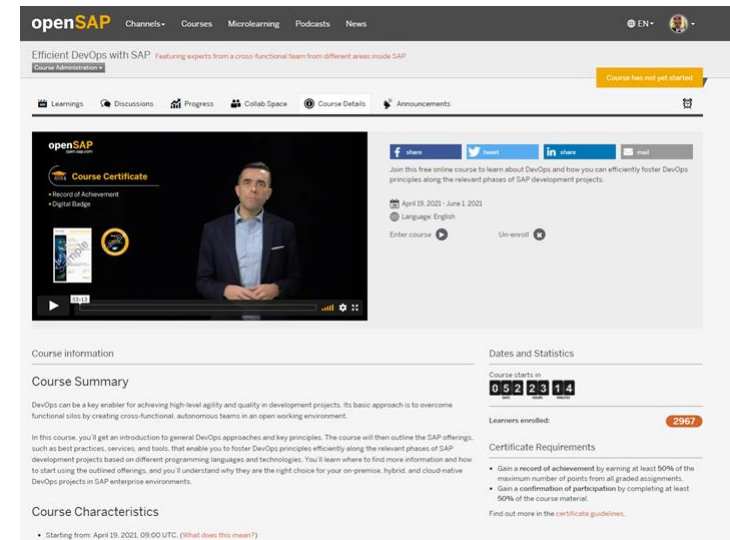 openSAP
Channels Courses Microlearning Podcasts News
EN
Efficient DevOps with SAP Featuring experts from a cross-functional team from different areas inside SAP
Course Administration
Course has not yet started
Learnings Discussions Progress Collab Space Course Details Announcements
openSAP
open.sap.com
Course Certificate
• Record of Achievement
• Digital Badge
03:13
share tweet share mail
Join this free online course to learn about DevOps and how you can efficiently foster DevOps
principles along the relevant phases of SAP development projects.
April 19, 2021 - June 1, 2021
Language: English
Enter course Un-enroll
Course information
Course Summary
DevOps can be a key enabler for achieving high-level agility and quality in development projects. Its basic approach is to overcome
functional silos by creating cross-functional, autonomous teams in an open working environment.
In this course, you'll get an introduction to general DevOps approaches and key principles. The course will then outline the SAP offerings,
such as best practices, services, and tools, that enable you to foster DevOps principles efficiently along the relevant phases of SAP
development projects based on different programming languages and technologies. You'll learn where to find more information and how
to start using the outlined offerings, and you'll understand why they are the right choice for your on-premise, hybrid, and cloud-native
DevOps projects in SAP enterprise environments.
Course Characteristics
• Starting from: April 19, 2021, 09:00 UTC. (What does this mean?)
Dates and Statistics
Course starts in
052 23 14
DAYS HOURS MINUTES
Learners enrolled: 2967
Certificate Requirements
• Gain a record of achievement by earning at least 50% of the
maximum number of points from all graded assignments.
• Gain a confirmation of participation by completing at least
50% of the course material.
Find out more in the certificate guidelines.